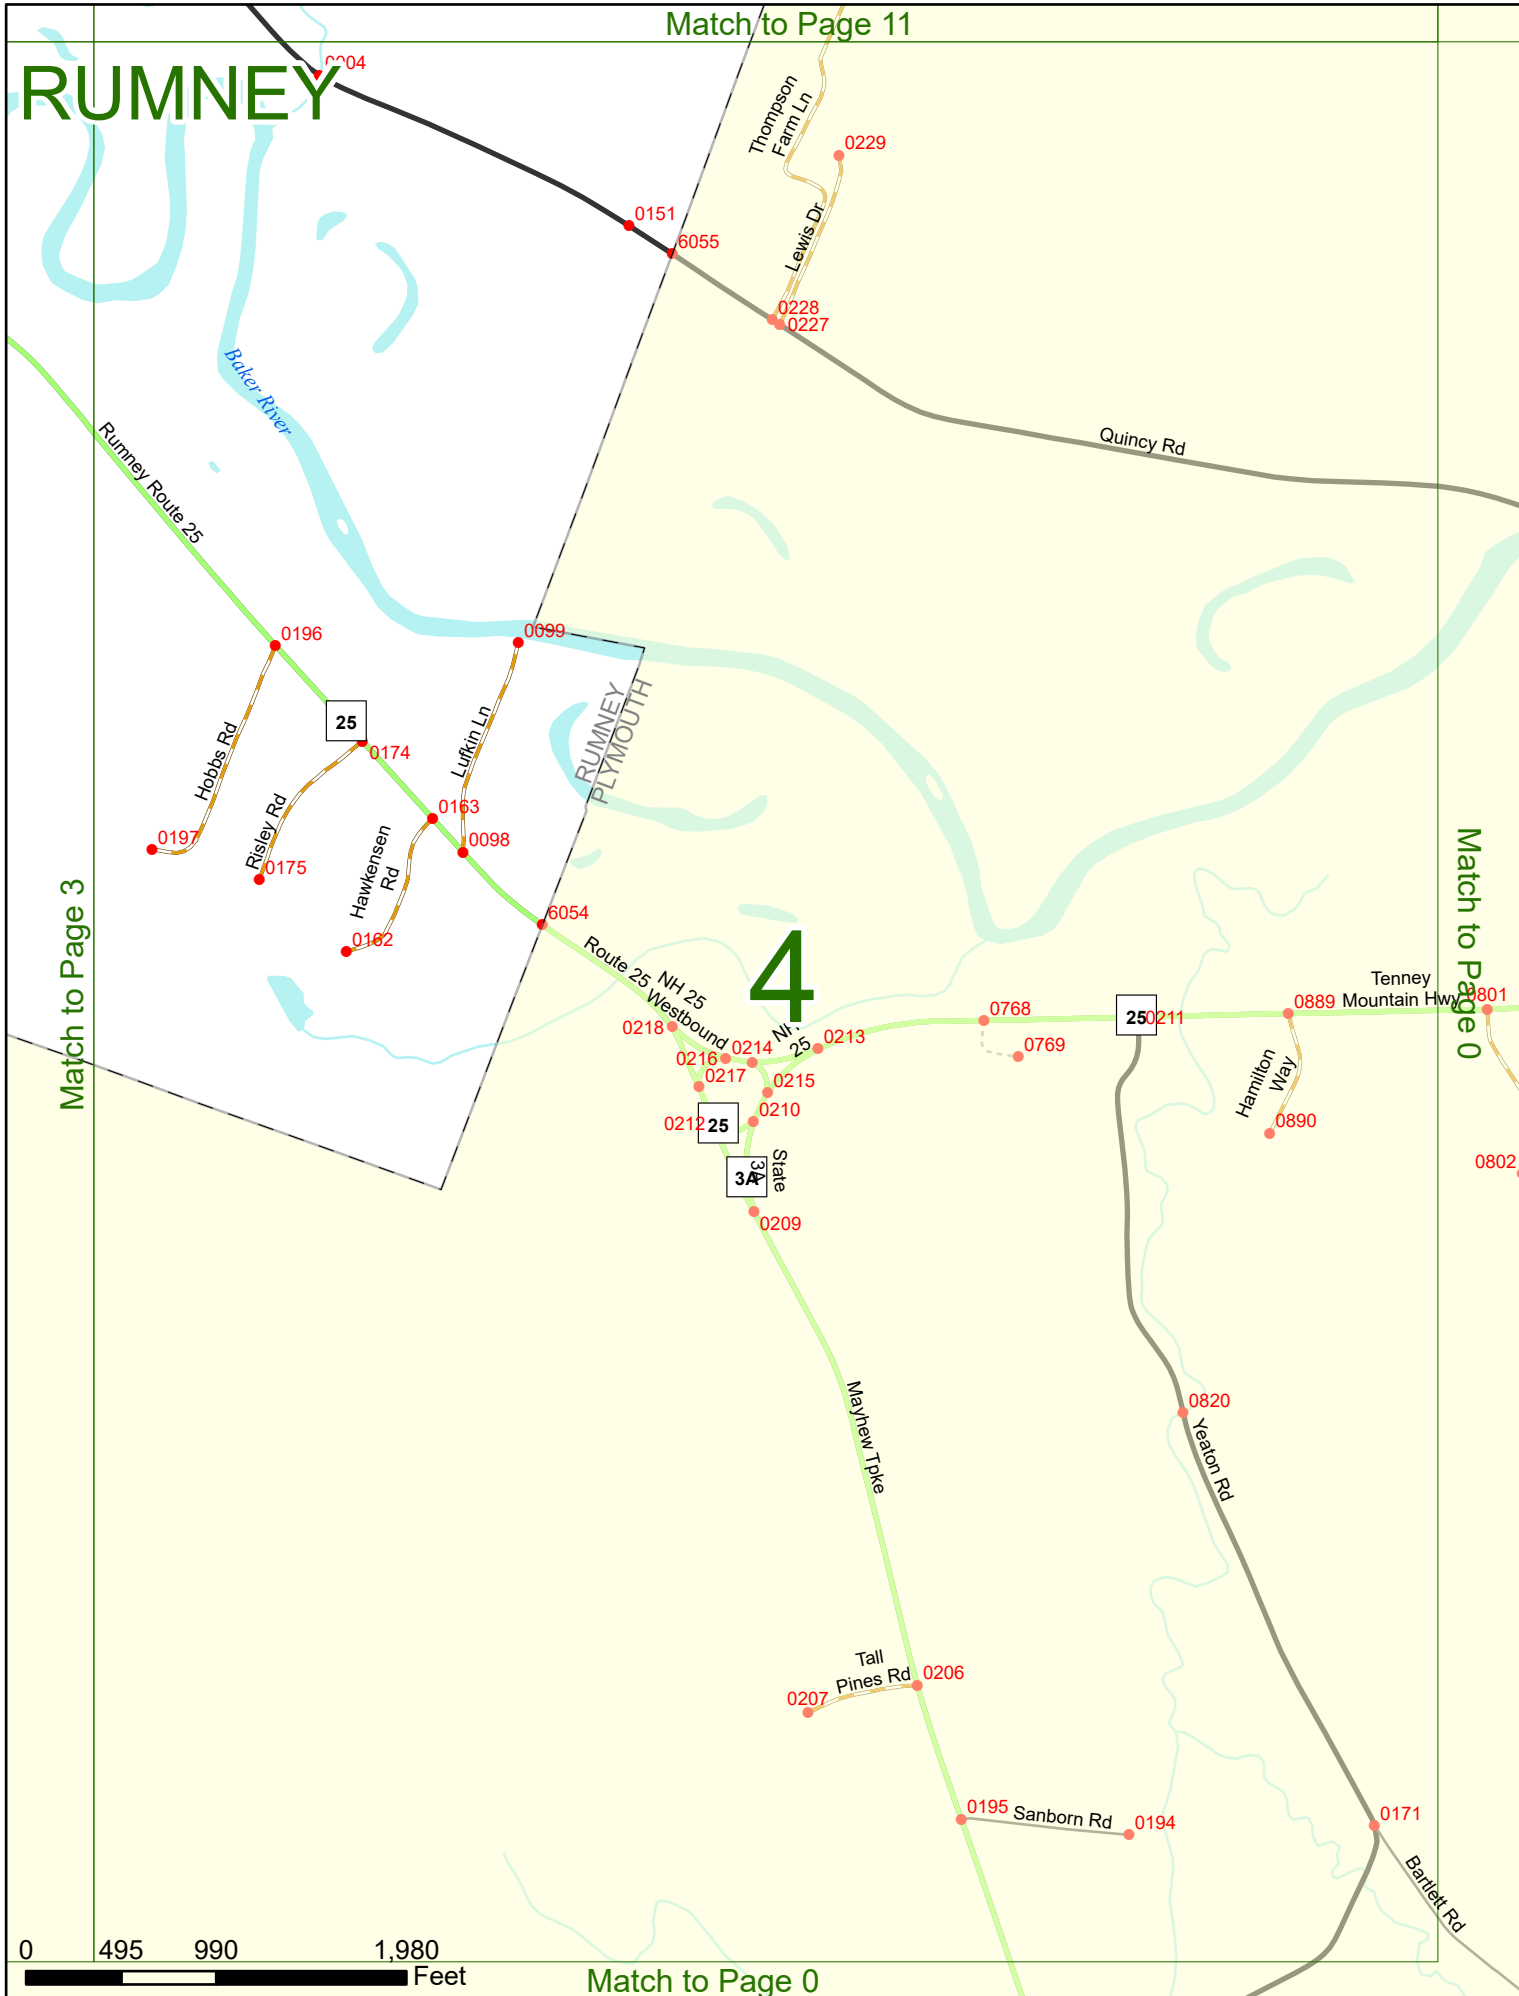 Match to Page 11
RUMNEY
Thompson
Farm Ln
0229
0151
6055
Lewis Dr
0228
0227
Baker River
Quincy Rd
Rumney Route 25
0196
0099
RUMNEY
PLYMOUTH
25
0174
Hobbs Rd
Lufkin Ln
0163
0098
0197
Risley Rd
0175
Hawkensen
Rd
0162
6054
Match to Page 3
Match to Page 0
4
Route 25
NH 25
Westbound
NH
25
0218
0216
0214
0213
0217
0215
0212
25
0210
3A
State
3A
0209
0768
0769
25
0211
0889
Tenney
Mountain Hwy
0801
Hamilton
Way
0890
0802
Mayhew Tpke
0820
Yeaton Rd
Tall
Pines Rd
0206
0207
0195
Sanborn Rd
0194
0171
Bartlett Rd
0 495 990 1,980
Feet
Match to Page 0